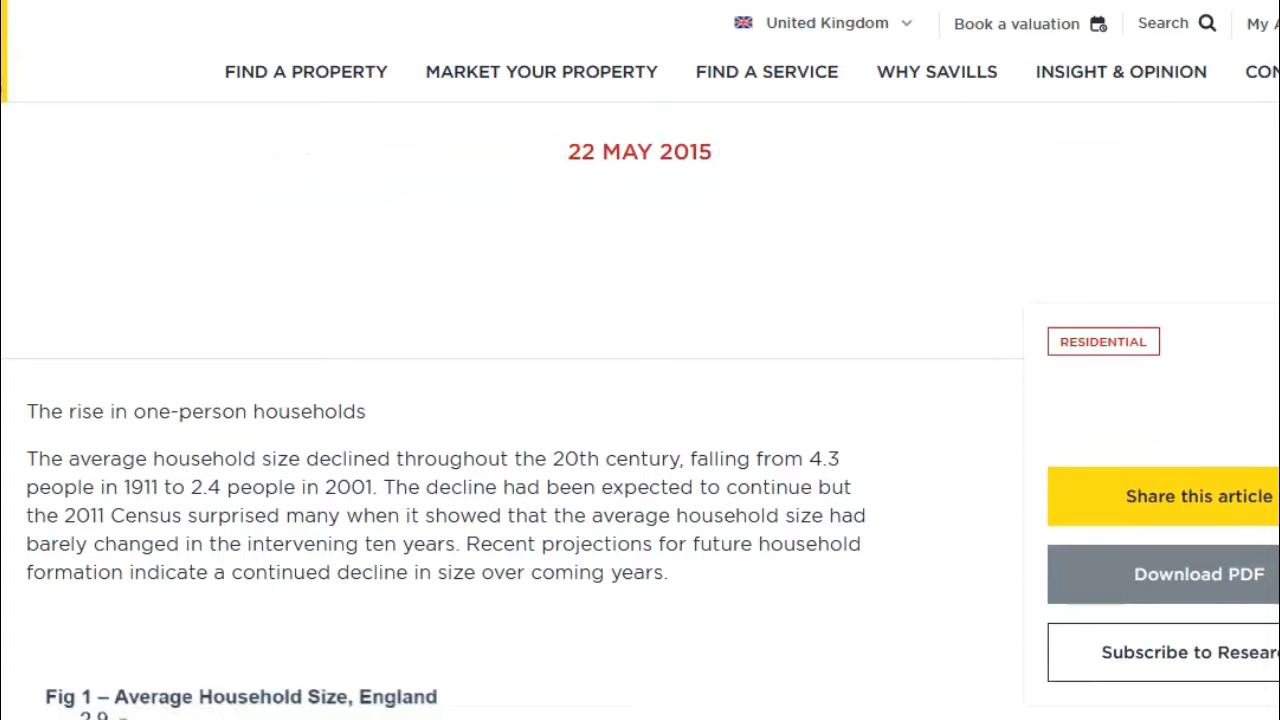 United Kingdom
Book a valuation
Search
My
FIND A PROPERTY
MARKET YOUR PROPERTY
FIND A SERVICE
WHY SAVILLS
INSIGHT & OPINION
22 MAY 2015
RESIDENTIAL
The rise in one-person households
The average household size declined throughout the 20th century, falling from 4.3
people in 1911 to 2.4 people in 2001. The decline had been expected to continue but
the 2011 Census surprised many when it showed that the average household size had
barely changed in the intervening ten years. Recent projections for future household
formation indicate a continued decline in size over coming years.
Share this article
Download PDF
Subscribe to
Fig 1 – Average Household Size, England
2.9